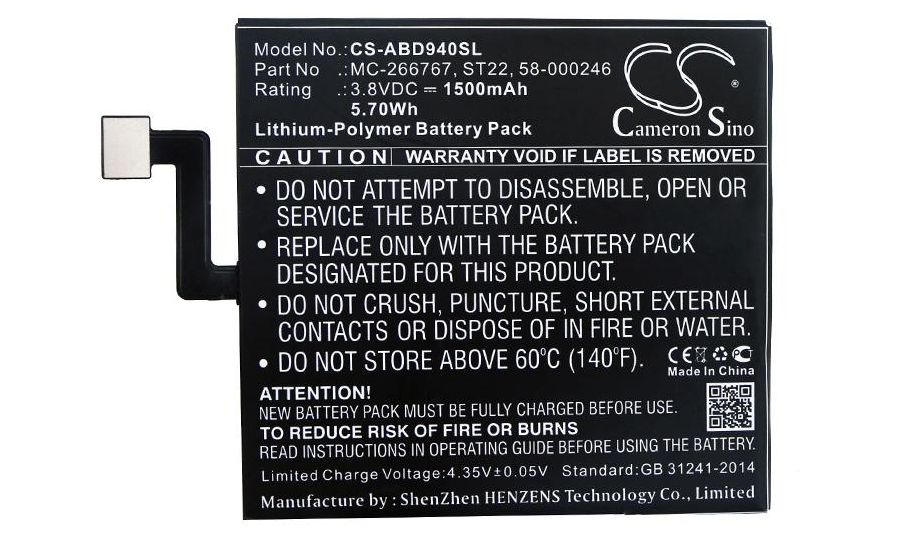 Model No.: CS-ABD940SL
Part No : MC-266767, ST22, 58-000246
Rating : 3.8VDC ⎓ 1500mAh
5.70Wh
Lithium-Polymer Battery Pack
CS
®
Cameron Sino
CAUTION WARRANTY VOID IF LABEL IS REMOVED
• DO NOT ATTEMPT TO DISASSEMBLE, OPEN OR
SERVICE THE BATTERY PACK.
• REPLACE ONLY WITH THE BATTERY PACK
DESIGNATED FOR THIS PRODUCT.
• DO NOT CRUSH, PUNCTURE, SHORT EXTERNAL
CONTACTS OR DISPOSE OF IN FIRE OR WATER.
• DO NOT STORE ABOVE 60°C (140°F).
CE PCT
Made In China
ATTENTION!
NEW BATTERY PACK MUST BE FULLY CHARGED BEFORE USE.
TO REDUCE RISK OF FIRE OR BURNS
READ INSTRUCTIONS IN OPERATING GUIDE BEFORE USING THE BATTERY.
Limited Charge Voltage:4.35V±0.05V Standard:GB 31241-2014
Manufactured by : ShenZhen HENZENS Technology Co., Limited